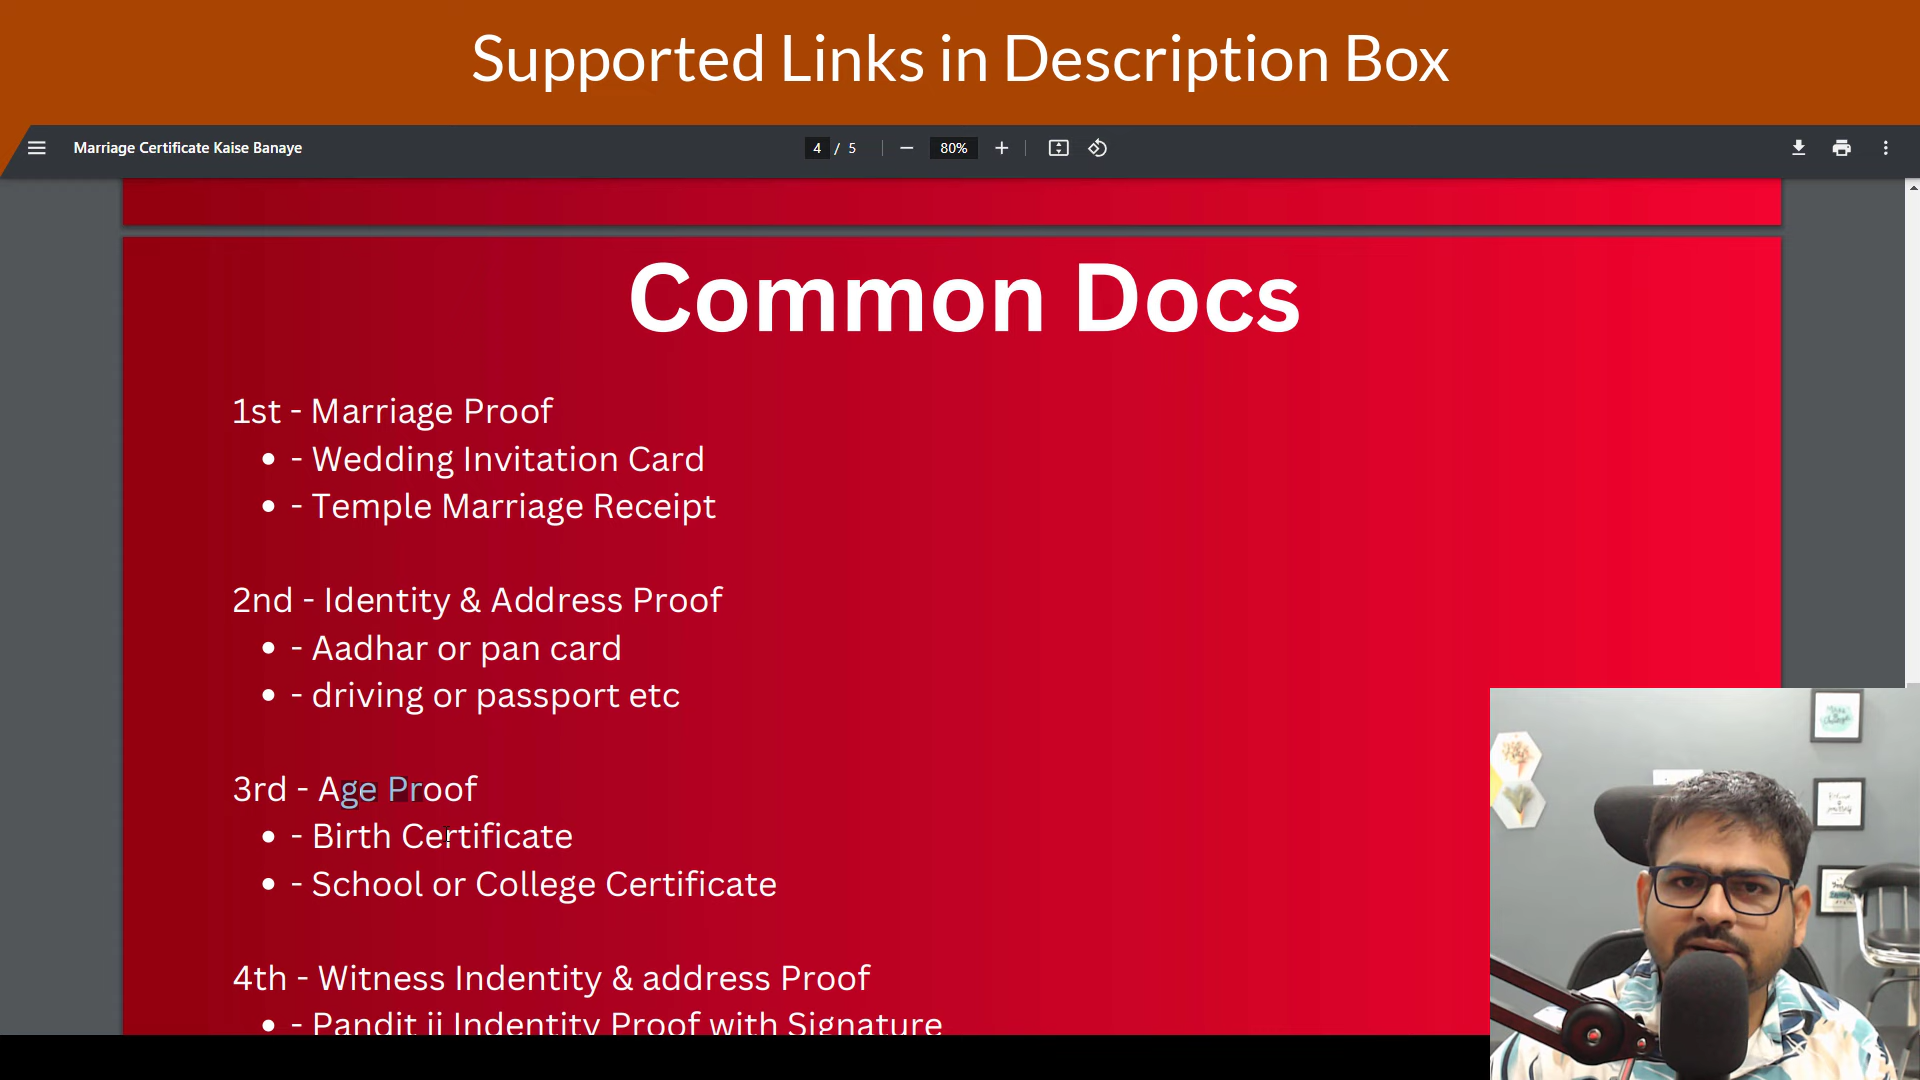 Supported Links in Description Box
Marriage Certificate Kaise Banaye
4 / 5
80%
Common Docs
1st - Marriage Proof
- Wedding Invitation Card
- Temple Marriage Receipt
2nd - Identity & Address Proof
- Aadhar or pan card
- driving or passport etc
3rd - Age Proof
- Birth Certificate
- School or College Certificate
4th - Witness Indentity & address Proof
- Pandit ji Indentity Proof with Signature